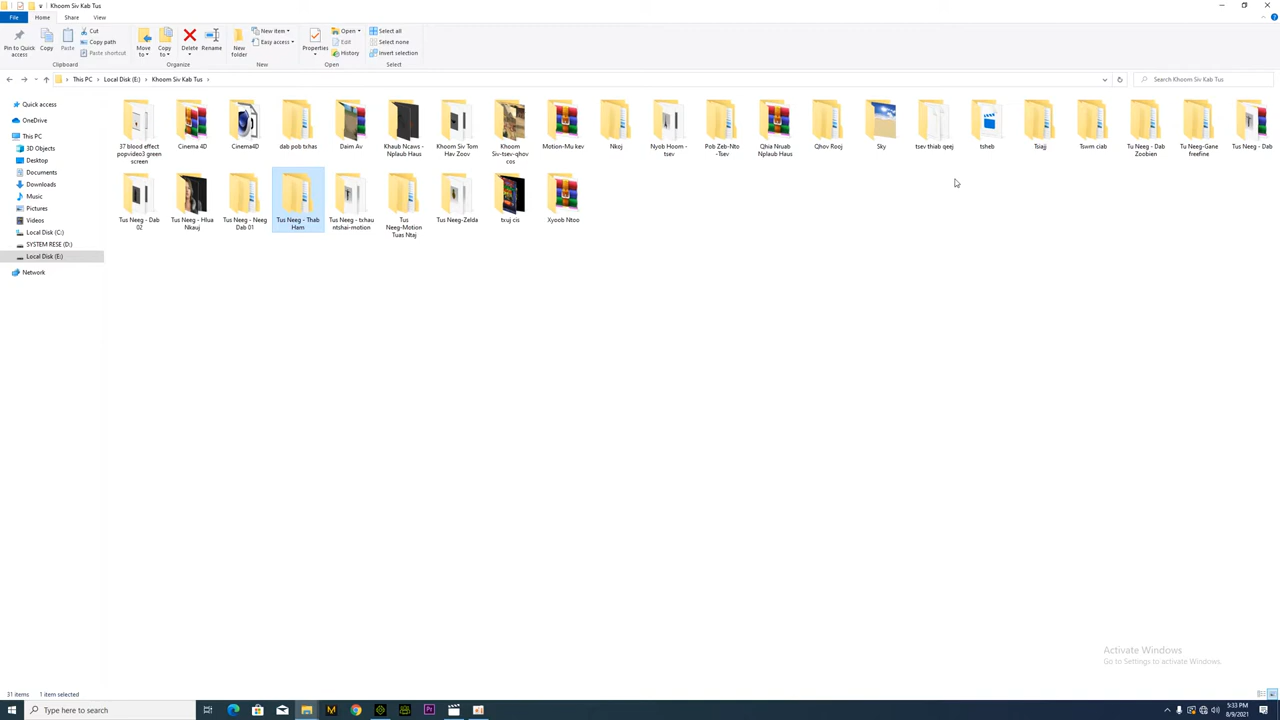 Khoom Siv Kab Tus
File Home Share View
Pin to Quick access
Copy
Paste
Cut
Copy path
Paste shortcut
Clipboard
Move to
Copy to
Delete
Rename
Organize
New folder
New item
Easy access
New
Properties
Open
Edit
History
Open
Select all
Select none
Invert selection
Select
This PC > Local Disk (E:) > Khoom Siv Kab Tus >
Search Khoom Siv Kab Tus
Quick access
OneDrive
This PC
3D Objects
Desktop
Documents
Downloads
Music
Pictures
Videos
Local Disk (C:)
SYSTEM RESE (D:)
Local Disk (E:)
Network
37 blood effect
popvideo3 green
screen
Cinema 4D
Cinema4D
dab pob txhas
Daim Av
Khaub Ncaws -
Nplaub Haus
Khoom Siv Tom
Hav Zoov
Khoom
Siv-tsev-qhov
cos
Motion-Mu kev
Nkoj
Nyob Hoom -
tsev
Pob Zeb-Nto
-Tsev
Qhia Nruab
Nplaub Haus
Qhov Rooj
Sky
tsev thiab qeej
tsheb
Tsiajj
Tswm ciab
Tu Neeg - Dab
Zoobien
Tu Neeg-Gane
freefine
Tus Neeg - Dab
Tus Neeg - Dab
02
Tus Neeg - Hlua
Nkauj
Tus Neeg - Neeg
Dab 01
Tus Neeg - Thab
Ham
Tus Neeg - txhau
ntshai-motion
Tus
Neeg-Motion
Tuas Ntaj
Tus Neeg-Zelda
txuj cis
Xyoob Ntoo
Activate Windows
Go to Settings to activate Windows.
31 items 1 item selected
Type here to search
5:33 PM
8/9/2021